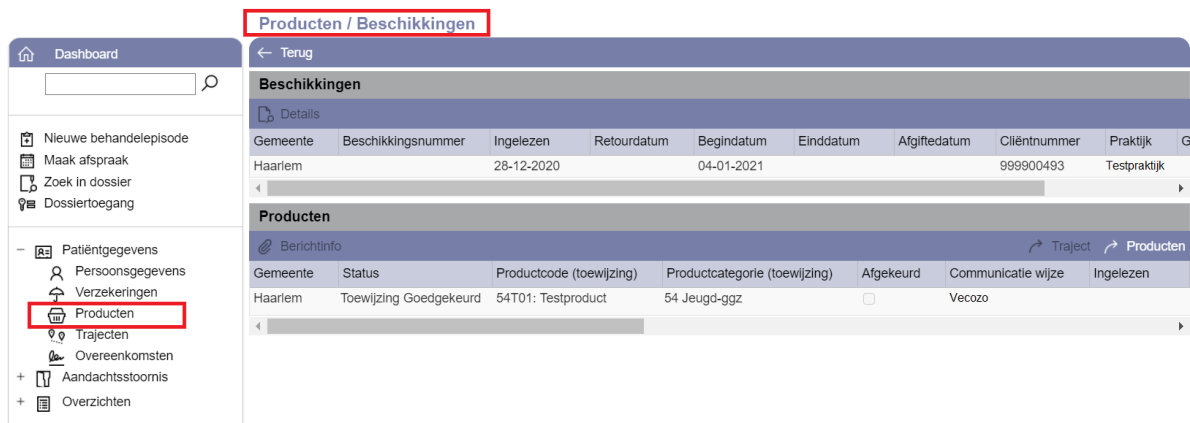 Producten / Beschikkingen
Dashboard
Nieuwe behandelepisode
Maak afspraak
Zoek in dossier
Dossiertoegang
Patiëntgegevens
Persoonsgegevens
Verzekeringen
Producten
Trajecten
Overeenkomsten
Aandachtsstoornis
Overzichten
Terug
Beschikkingen
Details
Gemeente Beschikkingsnummer Ingelezen Retourdatum Begindatum Einddatum Afgiftedatum Cliëntnummer Praktijk G
Haarlem 28-12-2020 04-01-2021 999900493 Testpraktijk
Producten
Berichtinfo Traject Producten
Gemeente Status Productcode (toewijzing) Productcategorie (toewijzing) Afgekeurd Communicatie wijze Ingelezen
Haarlem Toewijzing Goedgekeurd 54T01: Testproduct 54 Jeugd-ggz Vecozo